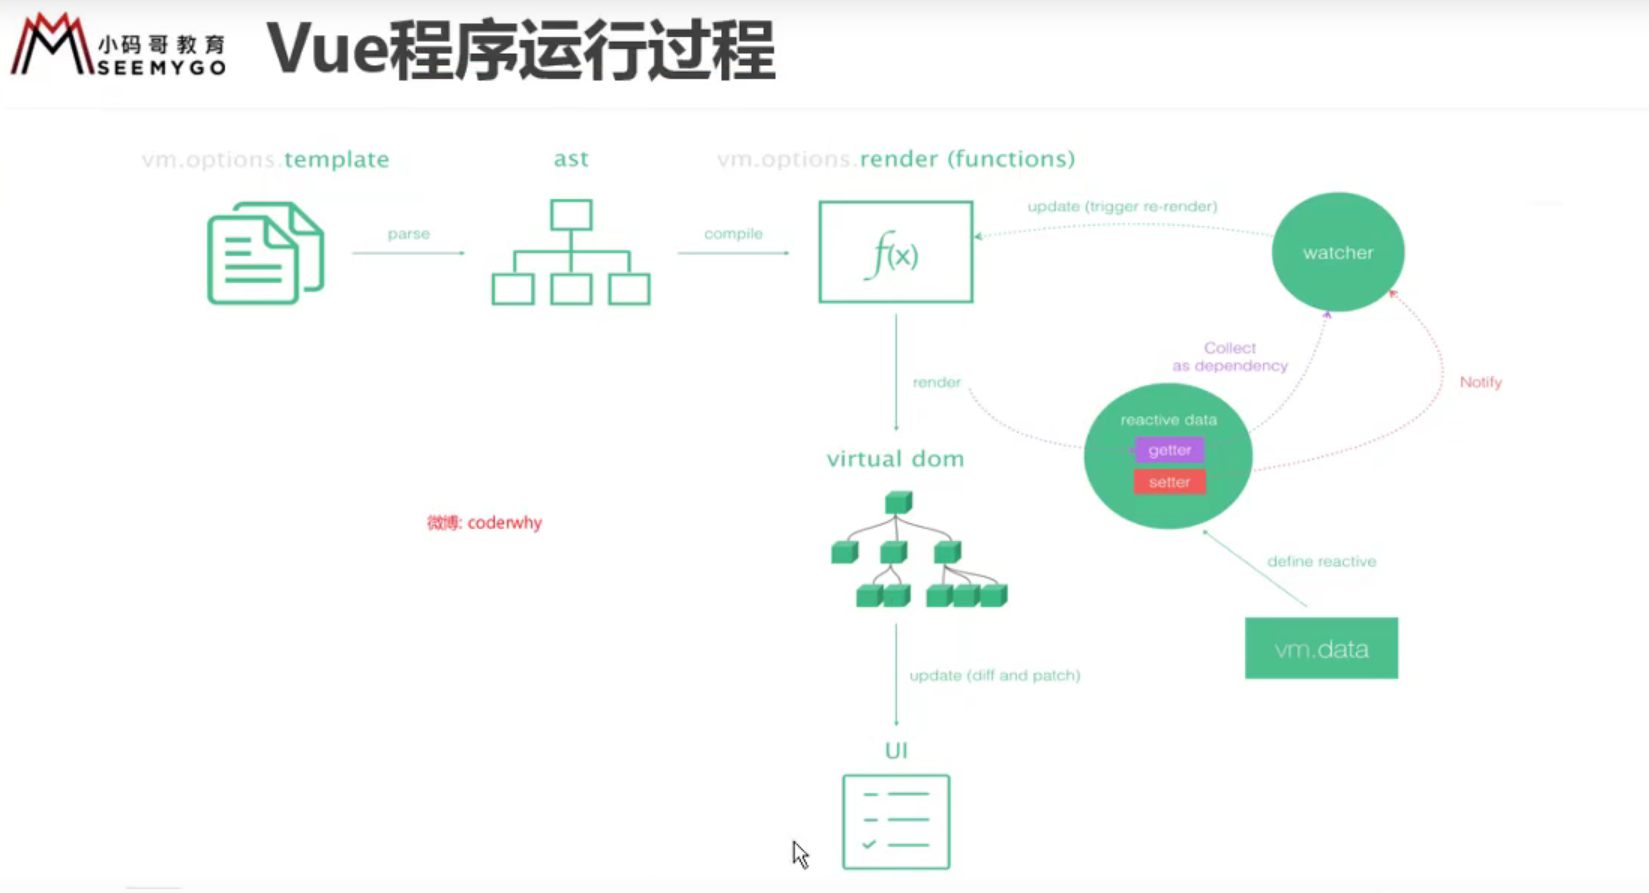 小码哥教育
SEEMYGO
Vue程序运行过程
vm.options.template
ast
vm.options.render (functions)
parse
compile
f(x)
update (trigger re-render)
watcher
Collect
as dependency
Notify
render
reactive data
getter
setter
virtual dom
微博: coderwhy
define reactive
vm.data
update (diff and patch)
UI